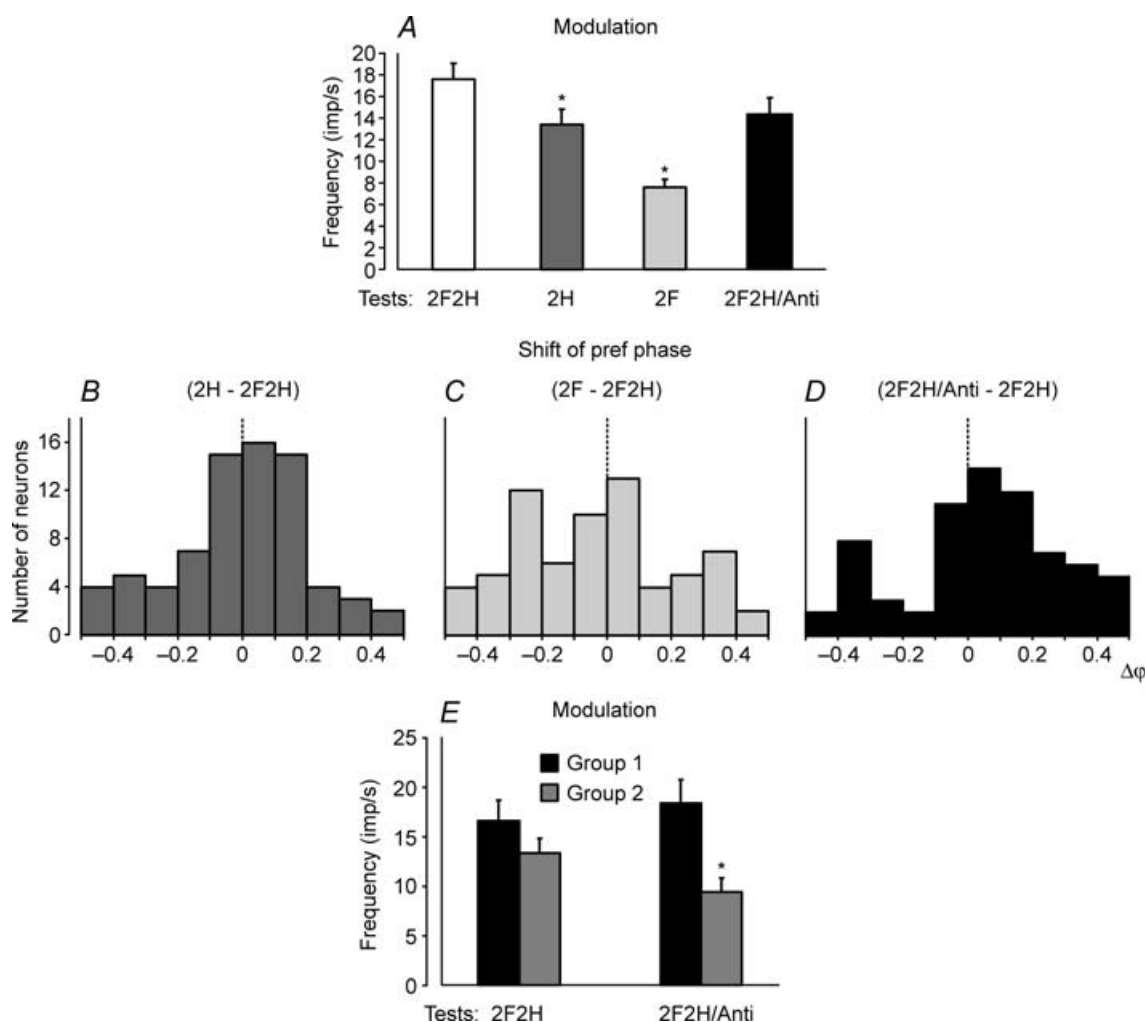 A Modulation
Frequency (imp/s)
20
18
16
14
12
10
8
6
4
2
0
*
*
Tests: 2F2H 2H 2F 2F2H/Anti
Shift of pref phase
B (2H - 2F2H)
C (2F - 2F2H)
D (2F2H/Anti - 2F2H)
Number of neurons
16
12
8
4
0
–0.4 –0.2 0 0.2 0.4
–0.4 –0.2 0 0.2 0.4
–0.4 –0.2 0 0.2 0.4
Δφ
E Modulation
Frequency (imp/s)
25
20
15
10
5
0
Group 1
Group 2
*
Tests: 2F2H 2F2H/Anti